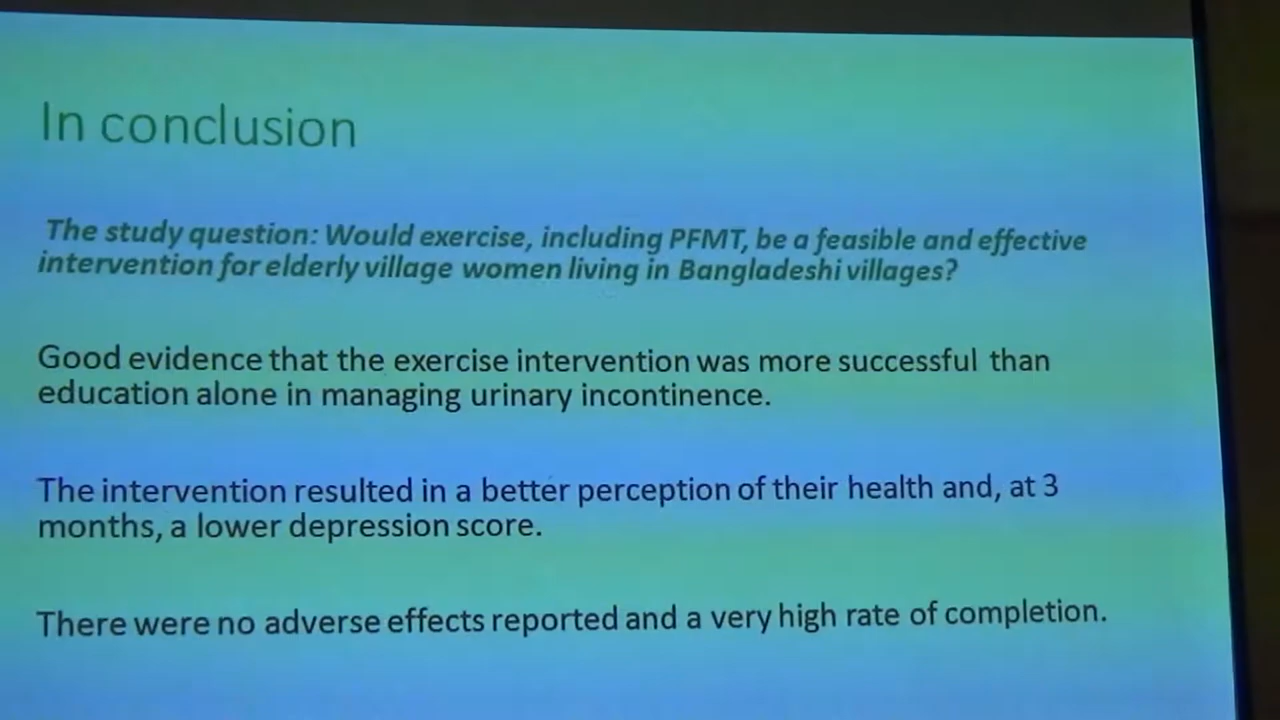 In conclusion
The study question: Would exercise, including PFMT, be a feasible and effective
intervention for elderly village women living in Bangladeshi villages?
Good evidence that the exercise intervention was more successful than
education alone in managing urinary incontinence.
The intervention resulted in a better perception of their health and, at 3
months, a lower depression score.
There were no adverse effects reported and a very high rate of completion.